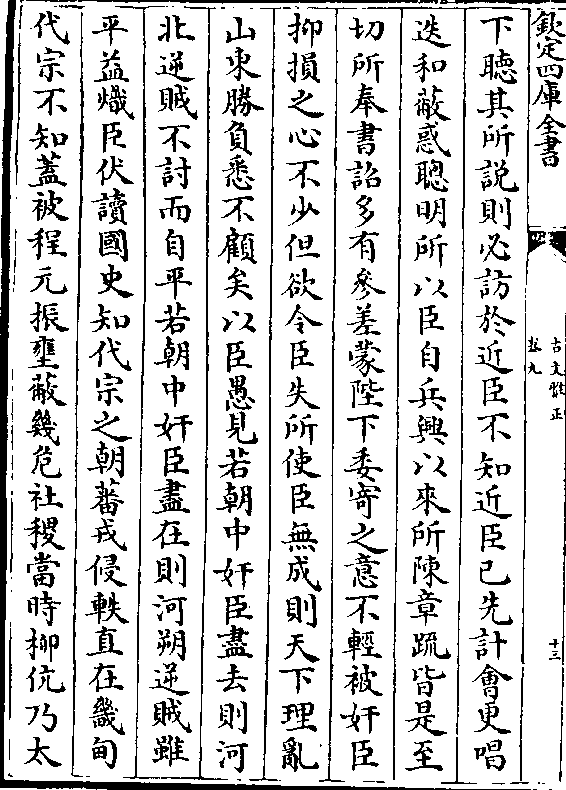 欽定四庫全書
古文雅正
卷九
十三
下聽其所説則必訪於近臣不知近臣已先計會更唱
迭和蔽惑聰明所以臣自兵興以來所陳章疏皆是至
切所奉書詔多有參差蒙陛下委寄之意不輕被奸臣
抑損之心不少但欲令臣失所使臣無成則天下理亂
山東勝負悉不顧矣以臣愚見若朝中奸臣盡去則河
北逆賊不討而自平若朝中奸臣盡在則河朔逆賊雖
平益熾臣伏讀國史知代宗之朝蕃戎侵軼直在畿甸
代宗不知蓋被程元振壅蔽幾危社稷當時柳伉乃太